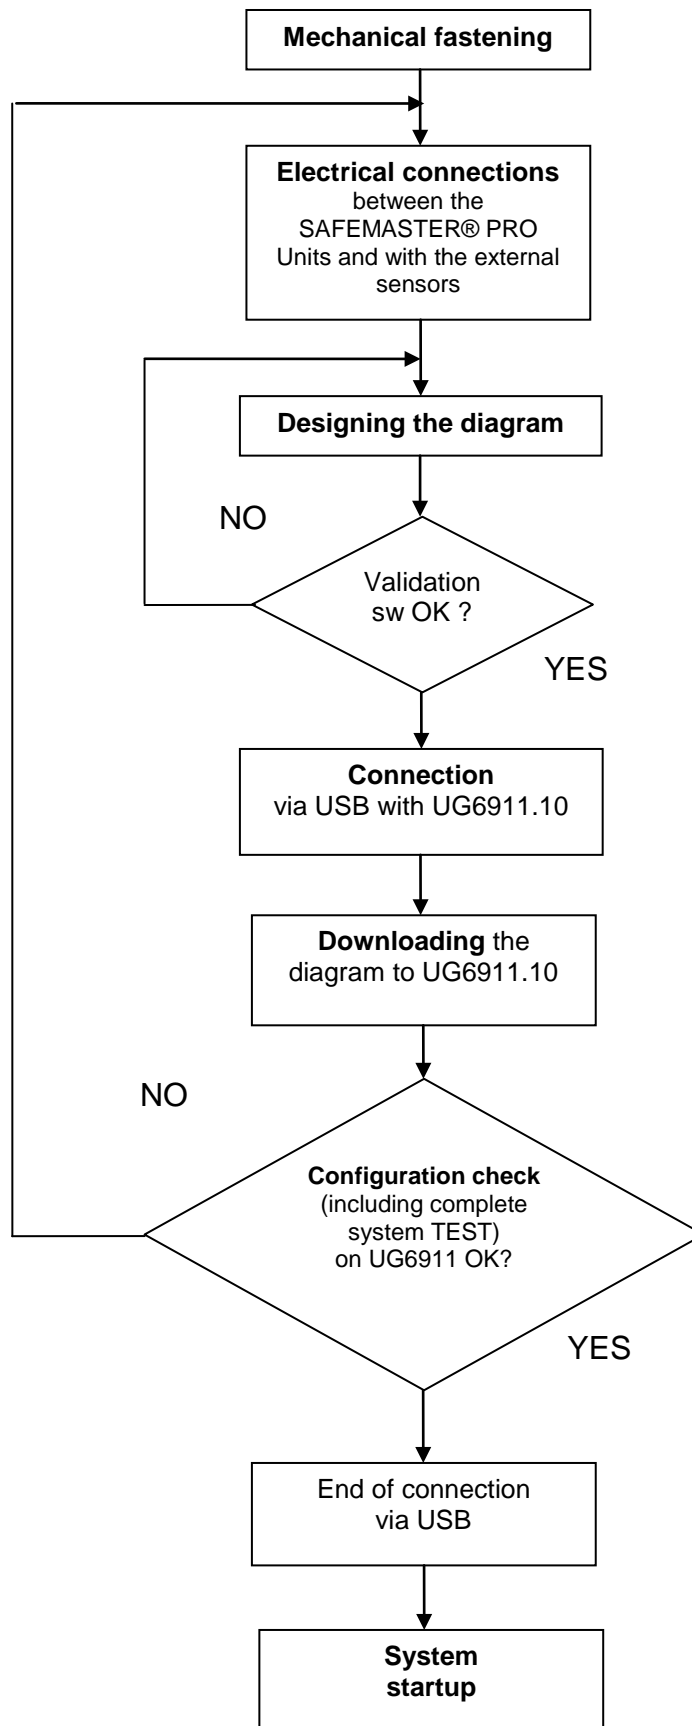 Mechanical fastening
Electrical connections
between the
SAFEMASTER® PRO
Units and with the external
sensors
Designing the diagram
NO
Validation
sw OK ?
YES
Connection
via USB with UG6911.10
Downloading the
diagram to UG6911.10
NO
Configuration check
(including complete
system TEST)
on UG6911 OK?
YES
End of connection
via USB
System
startup